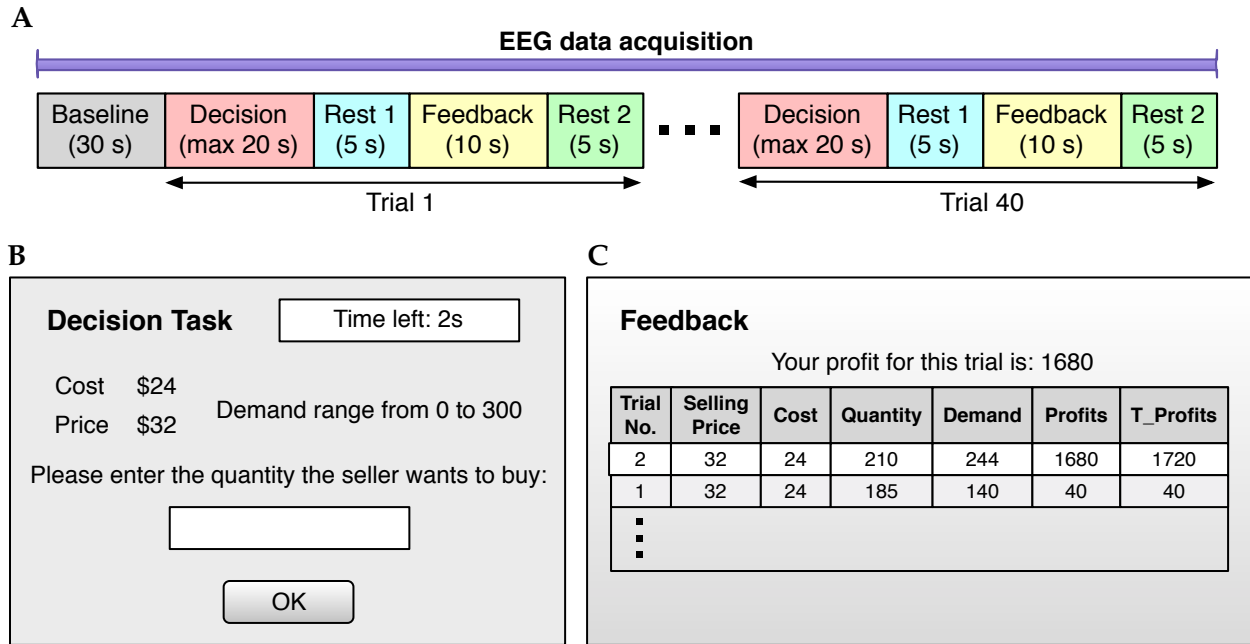 A
EEG data acquisition
Baseline (30 s)
Decision (max 20 s)
Rest 1 (5 s)
Feedback (10 s)
Rest 2 (5 s)
Decision (max 20 s)
Rest 1 (5 s)
Feedback (10 s)
Rest 2 (5 s)
Trial 1
Trial 40
B
Decision Task
Time left: 2s
Cost $24
Price $32
Demand range from 0 to 300
Please enter the quantity the seller wants to buy:
OK
C
Feedback
Your profit for this trial is: 1680
Trial No. Selling Price Cost Quantity Demand Profits T_Profits
2 32 24 210 244 1680 1720
1 32 24 185 140 40 40